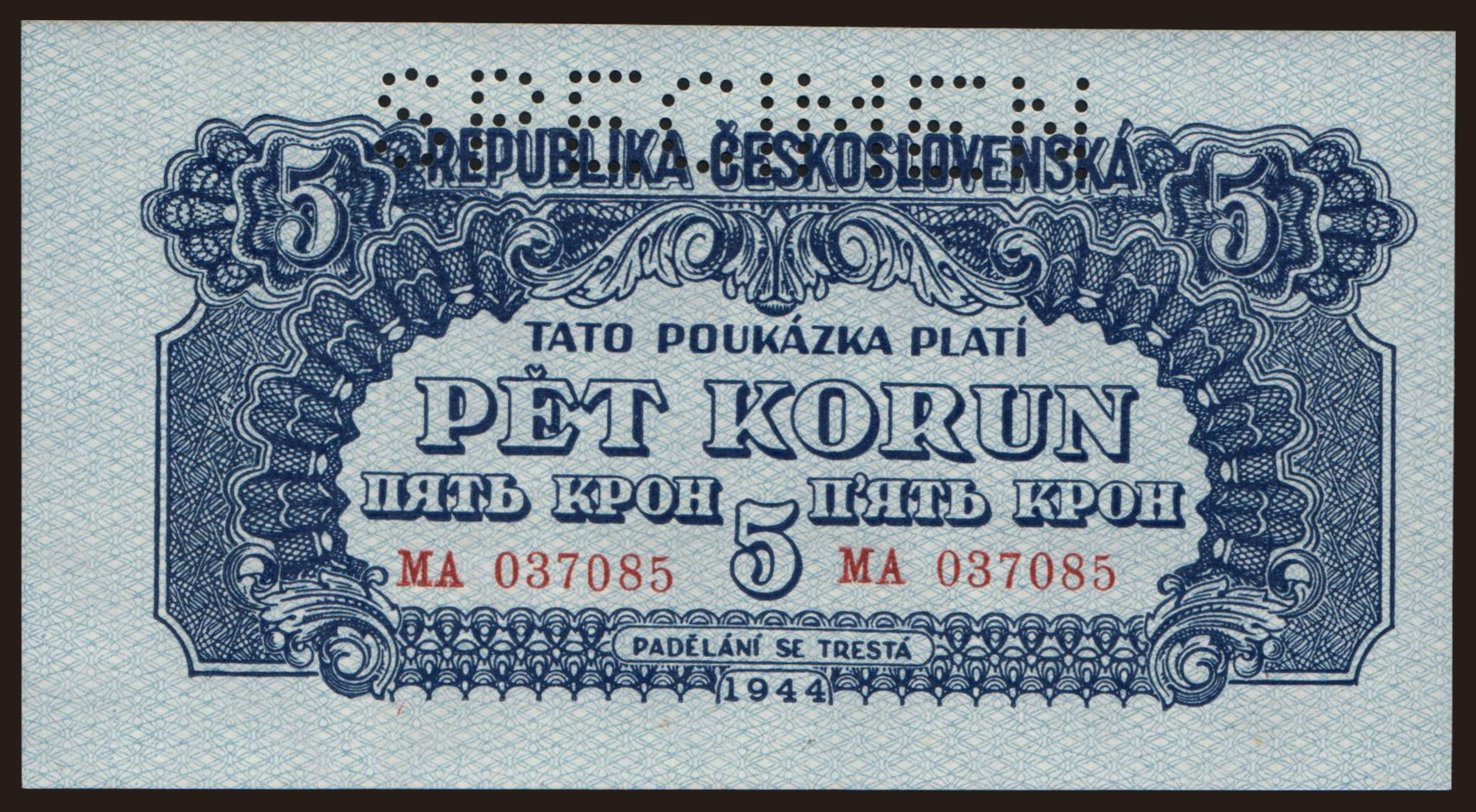 SPECIMEN
5 REPUBLIKA ČESKOSLOVENSKÁ 5
TATO POUKÁZKA PLATÍ
PĚT KORUN
ПЯТЬ КРОН П'ЯТЬ КРОН
MA 037085 5 MA 037085
PADĚLÁNÍ SE TRESTÁ
1944